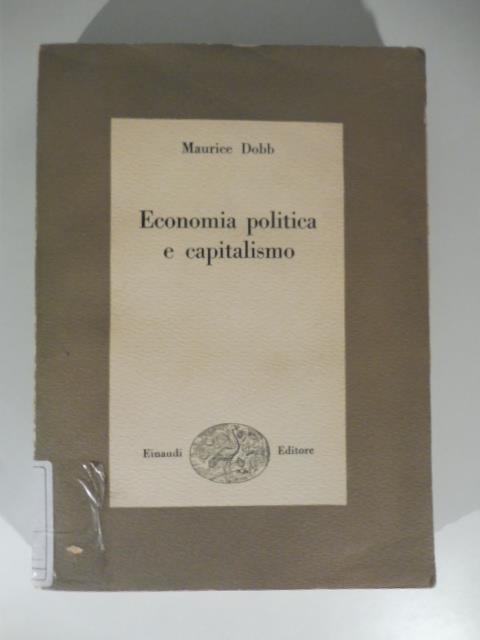 Maurice Dobb
Economia politica
e capitalismo
Einaudi Editore